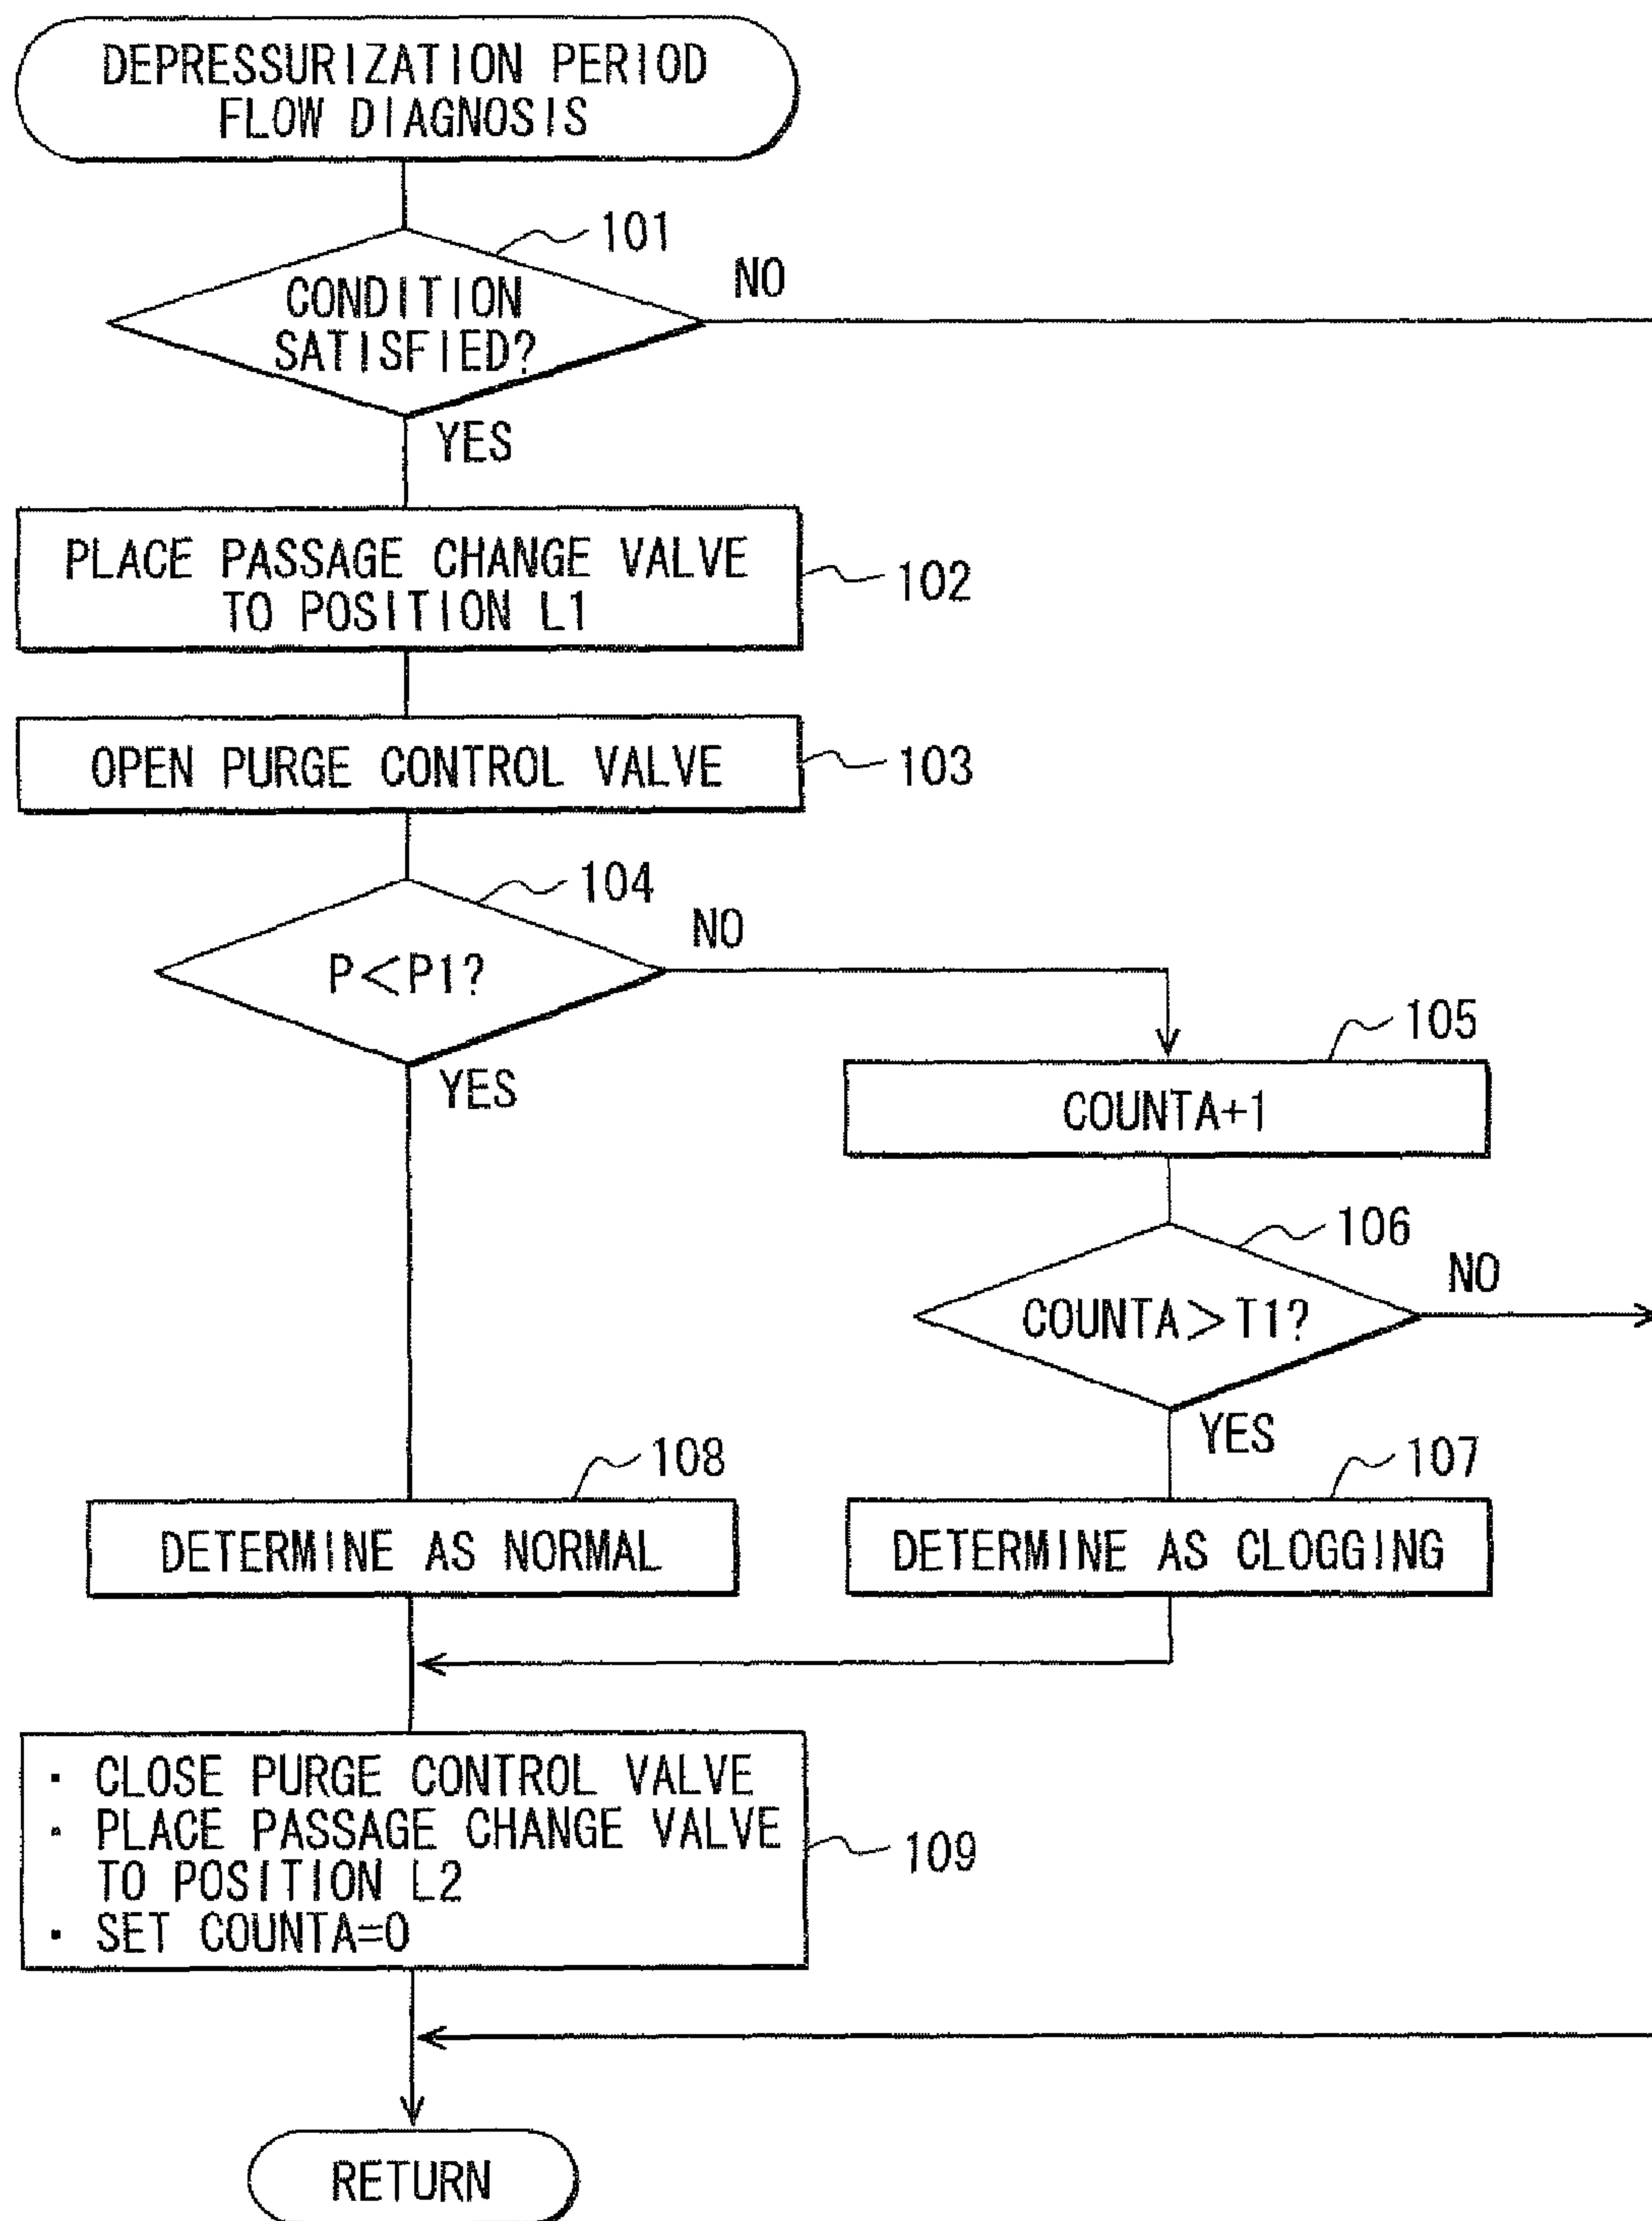 DEPRESSURIZATION PERIOD
FLOW DIAGNOSIS
101
CONDITION
SATISFIED?
NO
YES
PLACE PASSAGE CHANGE VALVE
TO POSITION L1
102
OPEN PURGE CONTROL VALVE
103
104
P<P1?
NO
YES
105
COUNTA+1
106
COUNTA>T1?
NO
YES
108
DETERMINE AS NORMAL
107
DETERMINE AS CLOGGING
· CLOSE PURGE CONTROL VALVE
· PLACE PASSAGE CHANGE VALVE
TO POSITION L2
· SET COUNTA=0
109
RETURN